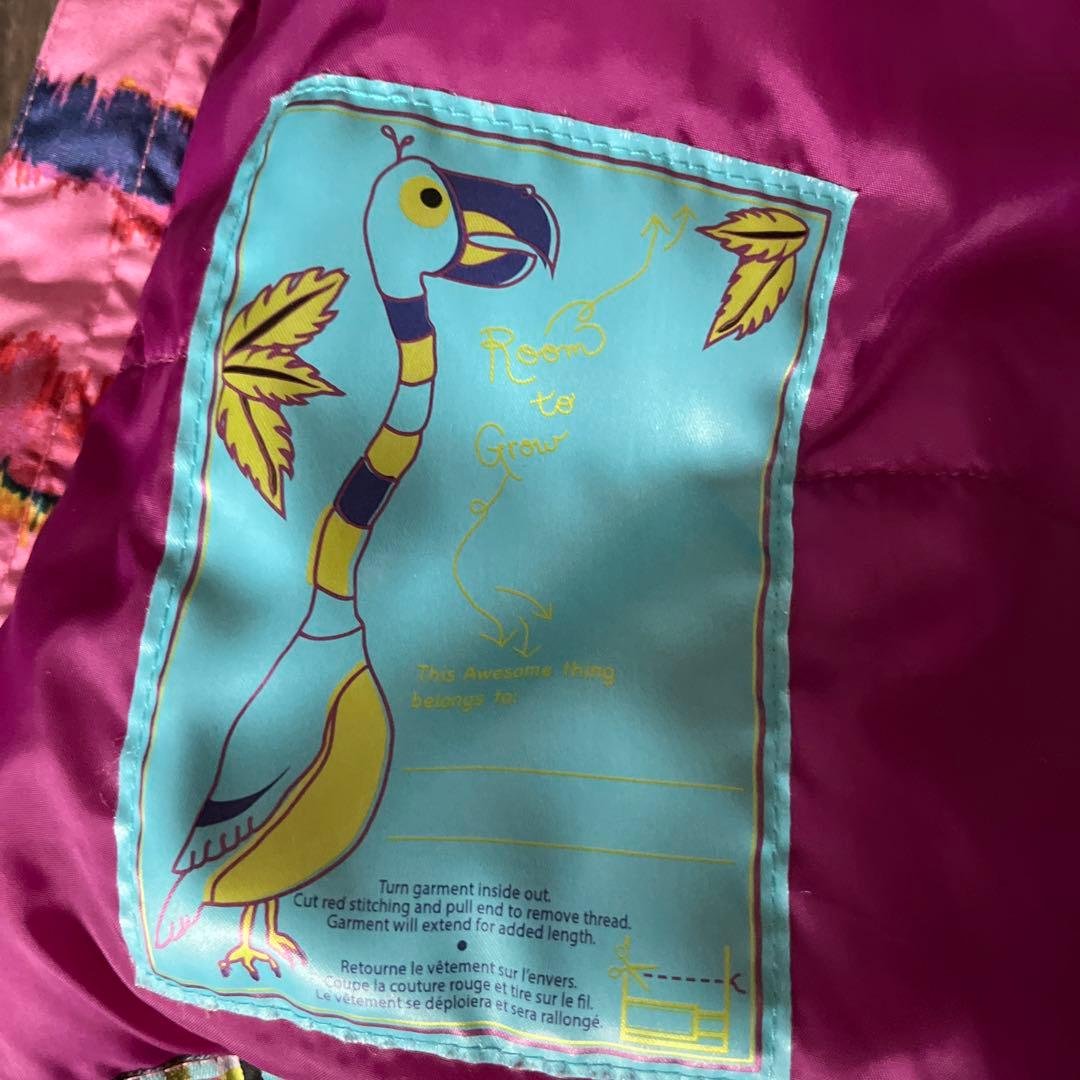 Room
to
Grow
This Awesome thing
belongs to:
Turn garment inside out.
Cut red stitching and pull end to remove thread.
Garment will extend for added length.
•
Retourne le vêtement sur l'envers.
Coupe la couture rouge et tire sur le fil.
Le vêtement se déploiera et sera rallongé.